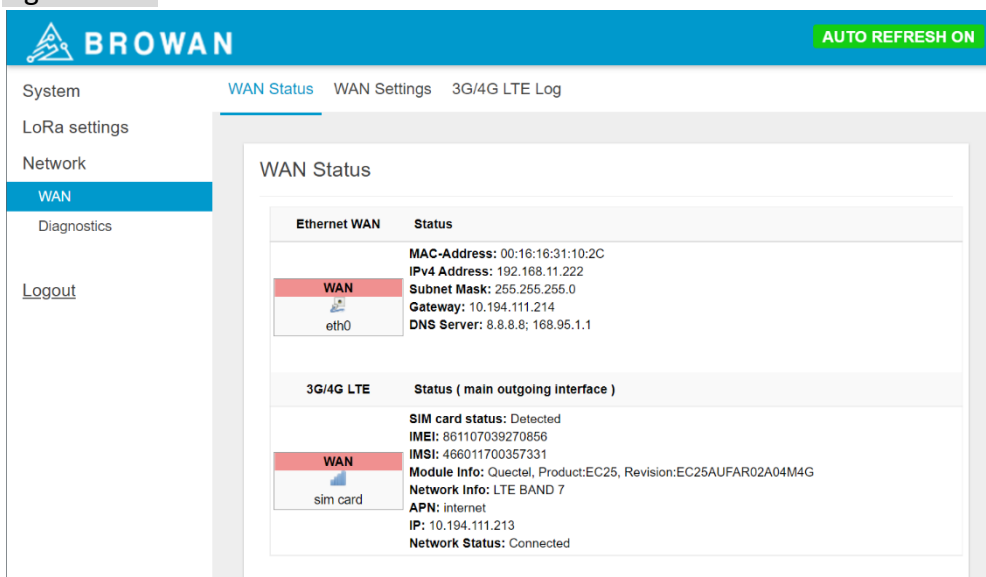 BROWAN
AUTO REFRESH ON
System
LoRa settings
Network
WAN
Diagnostics
Logout
WAN Status WAN Settings 3G/4G LTE Log
WAN Status
Ethernet WAN Status
WAN
eth0
MAC-Address: 00:16:16:31:10:2C
IPv4 Address: 192.168.11.222
Subnet Mask: 255.255.255.0
Gateway: 10.194.111.214
DNS Server: 8.8.8.8; 168.95.1.1
3G/4G LTE Status ( main outgoing interface )
WAN
sim card
SIM card status: Detected
IMEI: 861107039270856
IMSI: 466011700357331
Module Info: Quectel, Product:EC25, Revision:EC25AUFAR02A04M4G
Network Info: LTE BAND 7
APN: internet
IP: 10.194.111.213
Network Status: Connected